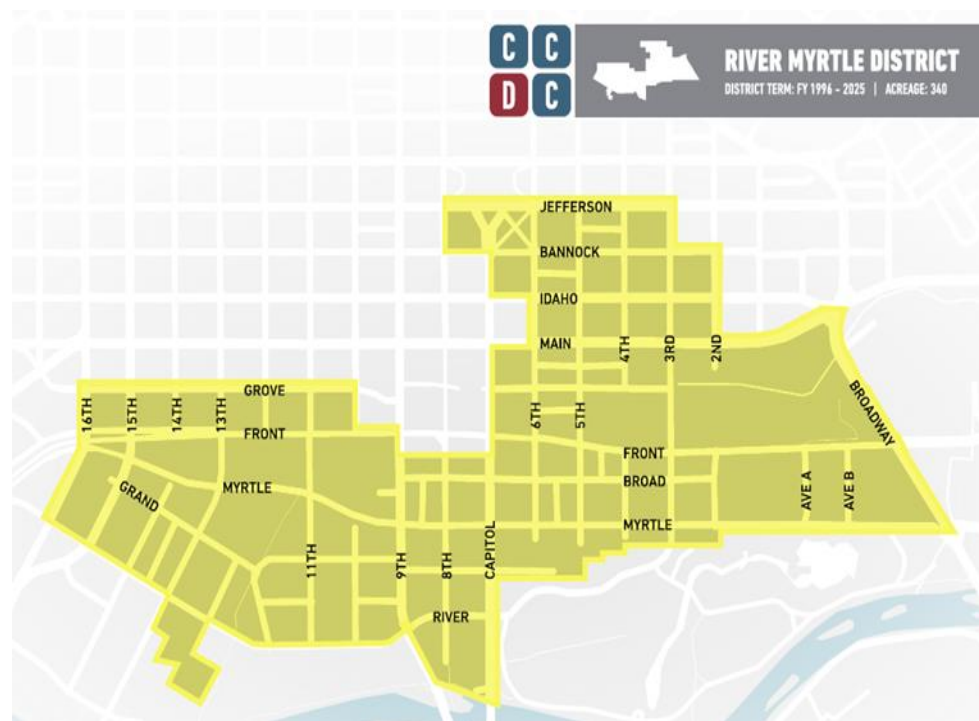 C C
D C
RIVER MYRTLE DISTRICT
DISTRICT TERM: FY 1996 - 2025 | ACREAGE: 340
JEFFERSON
BANNOCK
IDAHO
MAIN
4TH
3RD
2ND
GROVE
16TH
15TH
14TH
13TH
6TH
5TH
BROADWAY
FRONT
FRONT
BROAD
GRAND
MYRTLE
AVE A
AVE B
MYRTLE
11TH
9TH
8TH
CAPITOL
RIVER